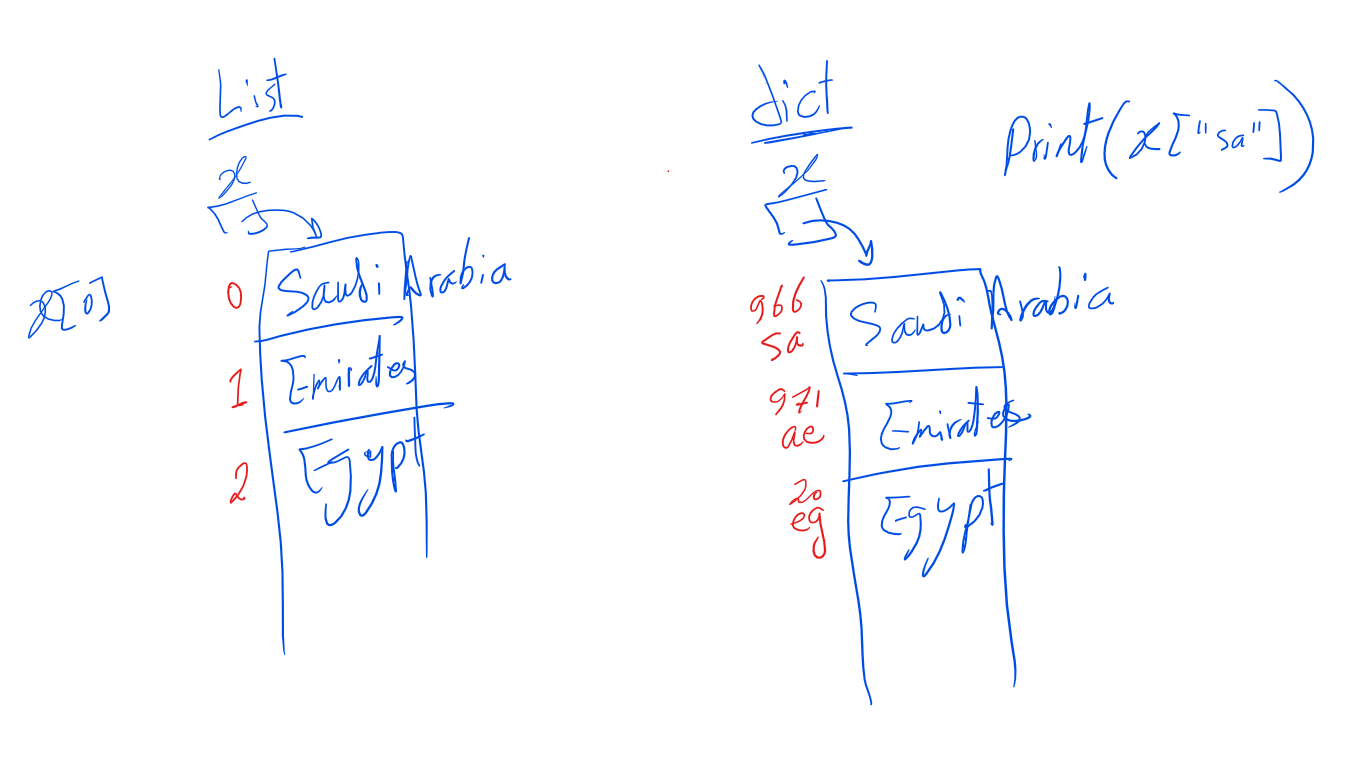 List
x
x[0]
0 Saudi Arabia
1 Emirates
2 Egypt
dict
x
Print(x["sa"])
966
sa
Saudi Arabia
971
ae
Emirates
20
eg
Egypt